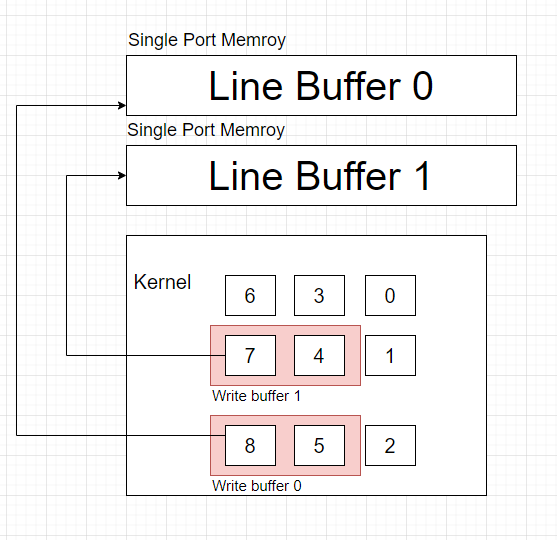 Single Port Memroy
Line Buffer 0
Single Port Memroy
Line Buffer 1
Kernel
6 3 0
7 4 1
Write buffer 1
8 5 2
Write buffer 0